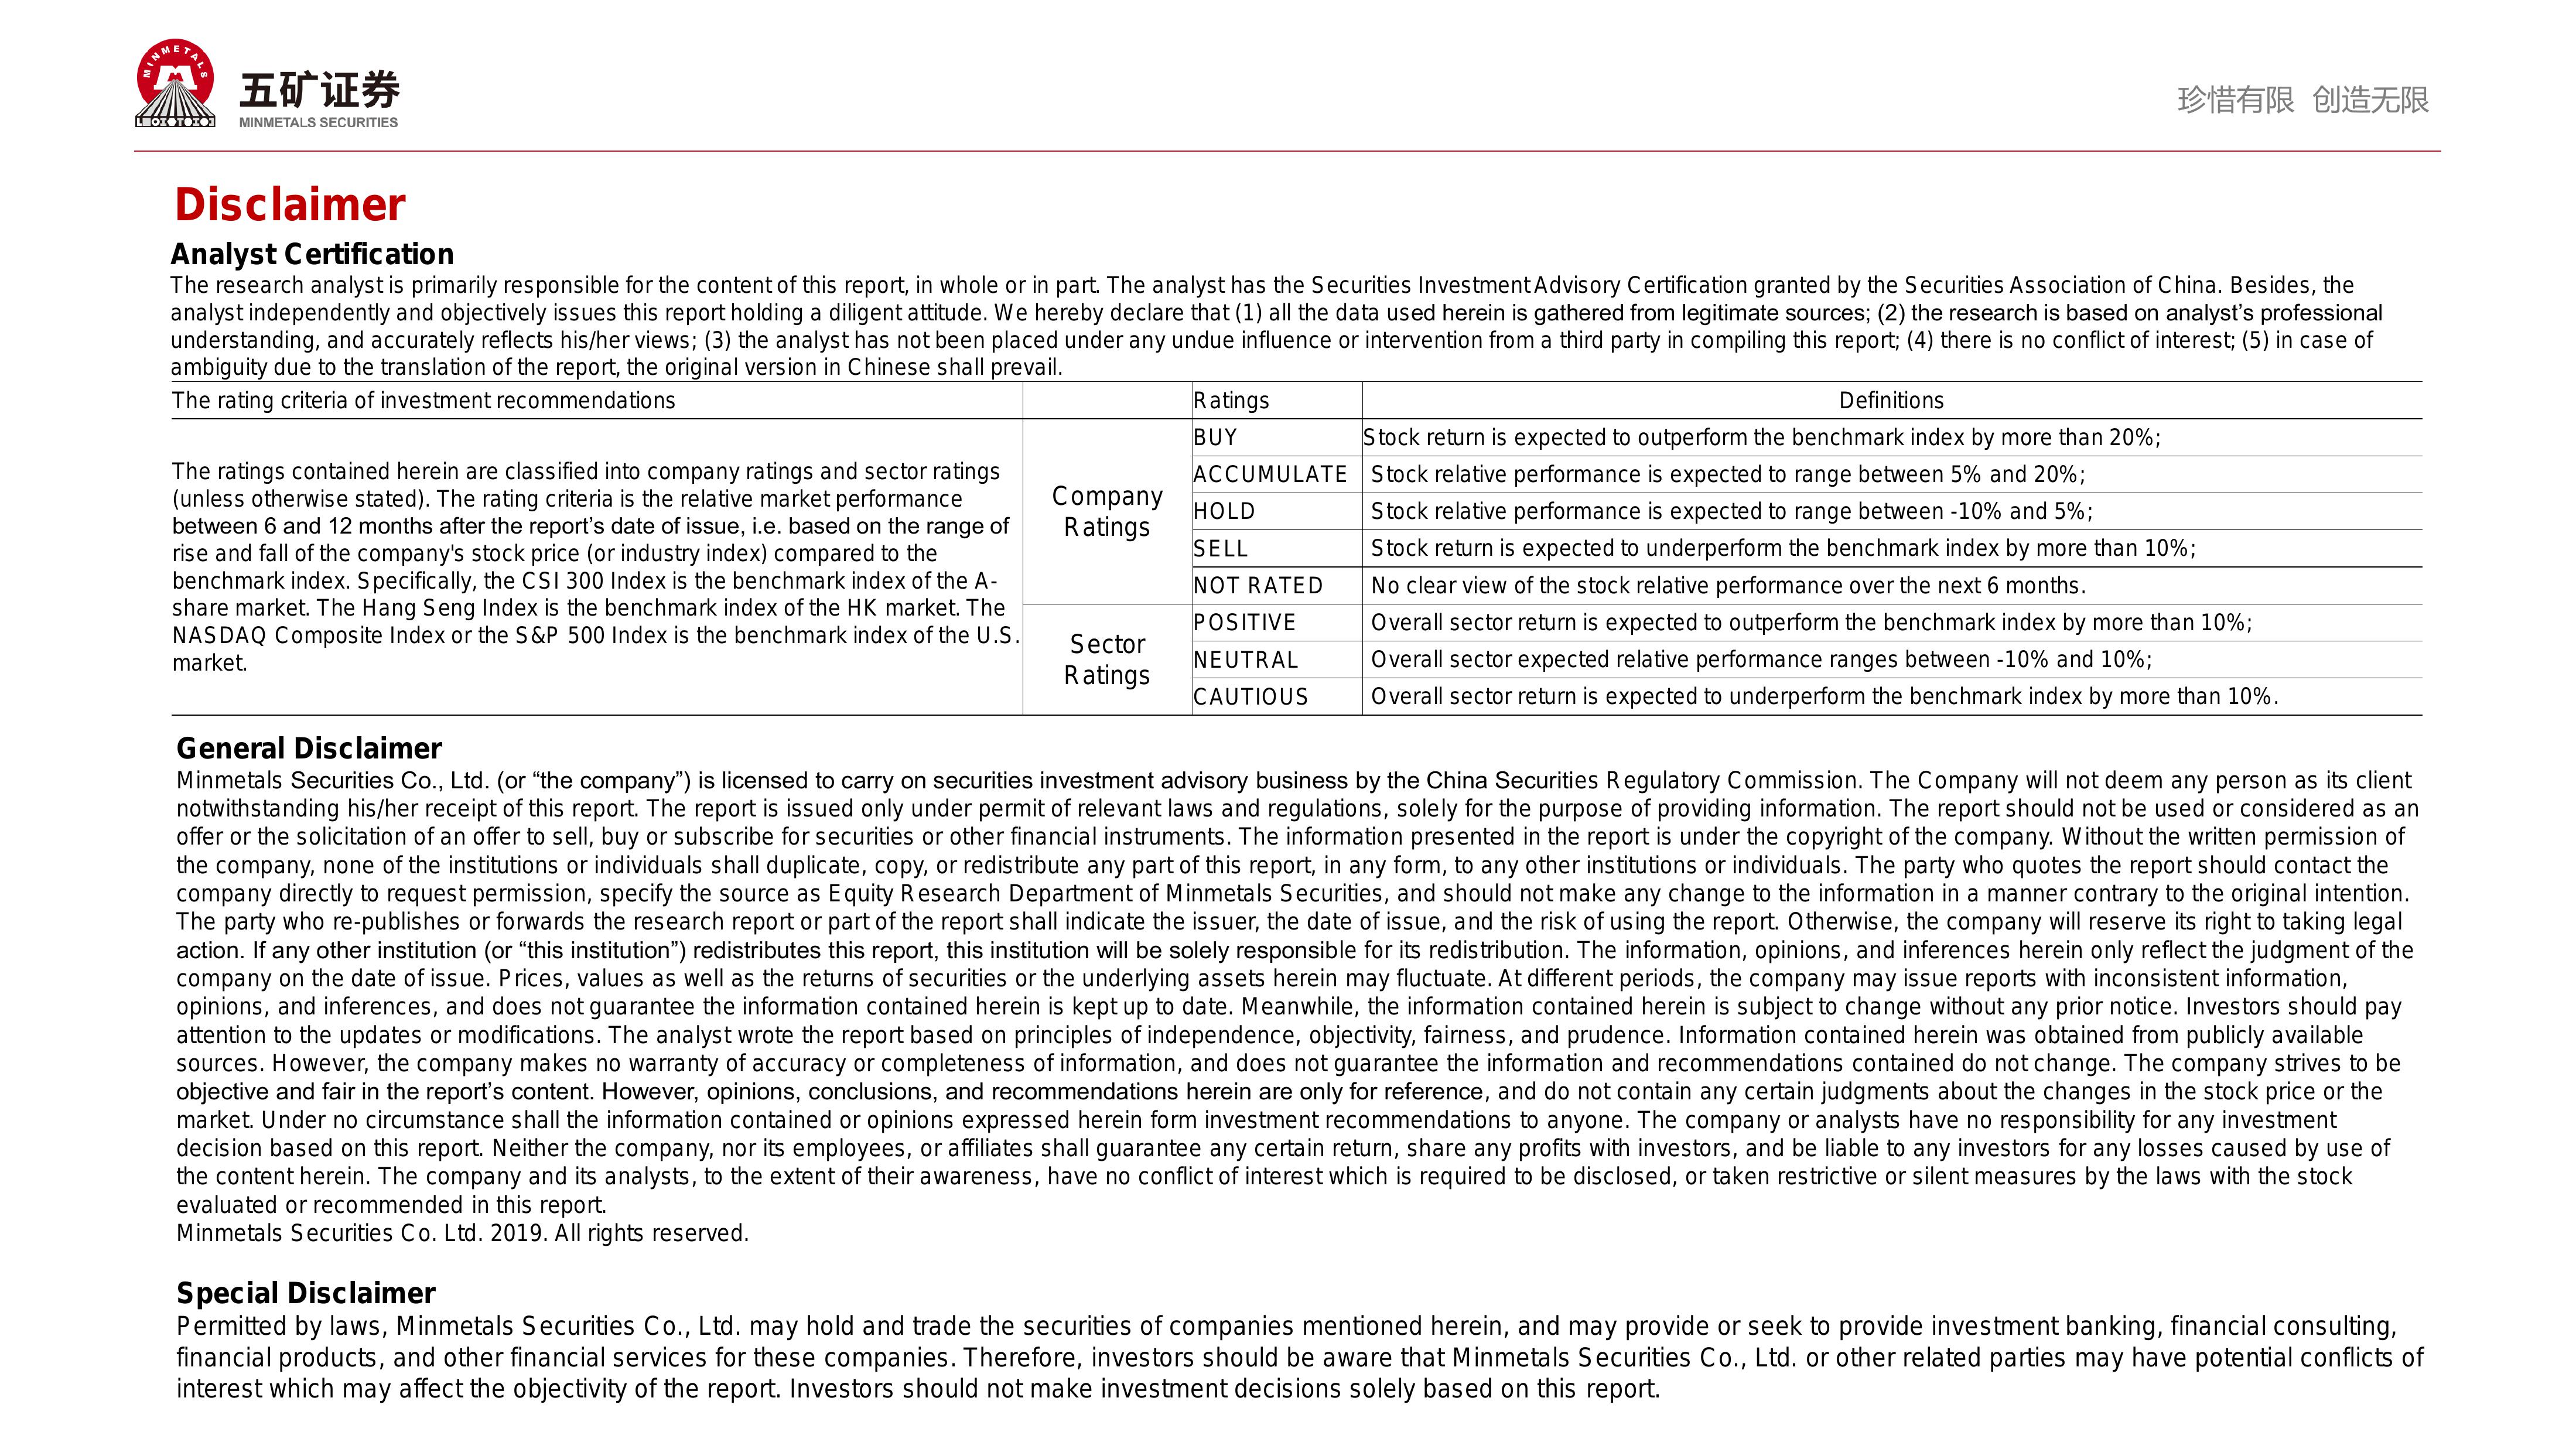 MINMETALS
五矿证券
MINMETALS SECURITIES
珍惜有限 创造无限
Disclaimer
Analyst Certification
The research analyst is primarily responsible for the content of this report, in whole or in part. The analyst has the Securities Investment Advisory Certification granted by the Securities Association of China. Besides, the
analyst independently and objectively issues this report holding a diligent attitude. We hereby declare that (1) all the data used herein is gathered from legitimate sources; (2) the research is based on analyst’s professional
understanding, and accurately reflects his/her views; (3) the analyst has not been placed under any undue influence or intervention from a third party in compiling this report; (4) there is no conflict of interest; (5) in case of
ambiguity due to the translation of the report, the original version in Chinese shall prevail.
The rating criteria of investment recommendations
Ratings
Definitions
The ratings contained herein are classified into company ratings and sector ratings
(unless otherwise stated). The rating criteria is the relative market performance
between 6 and 12 months after the report’s date of issue, i.e. based on the range of
rise and fall of the company's stock price (or industry index) compared to the
benchmark index. Specifically, the CSI 300 Index is the benchmark index of the A-
share market. The Hang Seng Index is the benchmark index of the HK market. The
NASDAQ Composite Index or the S&P 500 Index is the benchmark index of the U.S.
market.
Company
Ratings
BUY
Stock return is expected to outperform the benchmark index by more than 20%;
ACCUMULATE
Stock relative performance is expected to range between 5% and 20%;
HOLD
Stock relative performance is expected to range between -10% and 5%;
SELL
Stock return is expected to underperform the benchmark index by more than 10%;
NOT RATED
No clear view of the stock relative performance over the next 6 months.
Sector
Ratings
POSITIVE
Overall sector return is expected to outperform the benchmark index by more than 10%;
NEUTRAL
Overall sector expected relative performance ranges between -10% and 10%;
CAUTIOUS
Overall sector return is expected to underperform the benchmark index by more than 10%.
General Disclaimer
Minmetals Securities Co., Ltd. (or “the company”) is licensed to carry on securities investment advisory business by the China Securities Regulatory Commission. The Company will not deem any person as its client
notwithstanding his/her receipt of this report. The report is issued only under permit of relevant laws and regulations, solely for the purpose of providing information. The report should not be used or considered as an
offer or the solicitation of an offer to sell, buy or subscribe for securities or other financial instruments. The information presented in the report is under the copyright of the company. Without the written permission of
the company, none of the institutions or individuals shall duplicate, copy, or redistribute any part of this report, in any form, to any other institutions or individuals. The party who quotes the report should contact the
company directly to request permission, specify the source as Equity Research Department of Minmetals Securities, and should not make any change to the information in a manner contrary to the original intention.
The party who re-publishes or forwards the research report or part of the report shall indicate the issuer, the date of issue, and the risk of using the report. Otherwise, the company will reserve its right to taking legal
action. If any other institution (or “this institution”) redistributes this report, this institution will be solely responsible for its redistribution. The information, opinions, and inferences herein only reflect the judgment of the
company on the date of issue. Prices, values as well as the returns of securities or the underlying assets herein may fluctuate. At different periods, the company may issue reports with inconsistent information,
opinions, and inferences, and does not guarantee the information contained herein is kept up to date. Meanwhile, the information contained herein is subject to change without any prior notice. Investors should pay
attention to the updates or modifications. The analyst wrote the report based on principles of independence, objectivity, fairness, and prudence. Information contained herein was obtained from publicly available
sources. However, the company makes no warranty of accuracy or completeness of information, and does not guarantee the information and recommendations contained do not change. The company strives to be
objective and fair in the report’s content. However, opinions, conclusions, and recommendations herein are only for reference, and do not contain any certain judgments about the changes in the stock price or the
market. Under no circumstance shall the information contained or opinions expressed herein form investment recommendations to anyone. The company or analysts have no responsibility for any investment
decision based on this report. Neither the company, nor its employees, or affiliates shall guarantee any certain return, share any profits with investors, and be liable to any investors for any losses caused by use of
the content herein. The company and its analysts, to the extent of their awareness, have no conflict of interest which is required to be disclosed, or taken restrictive or silent measures by the laws with the stock
evaluated or recommended in this report.
Minmetals Securities Co. Ltd. 2019. All rights reserved.
Special Disclaimer
Permitted by laws, Minmetals Securities Co., Ltd. may hold and trade the securities of companies mentioned herein, and may provide or seek to provide investment banking, financial consulting,
financial products, and other financial services for these companies. Therefore, investors should be aware that Minmetals Securities Co., Ltd. or other related parties may have potential conflicts of
interest which may affect the objectivity of the report. Investors should not make investment decisions solely based on this report.